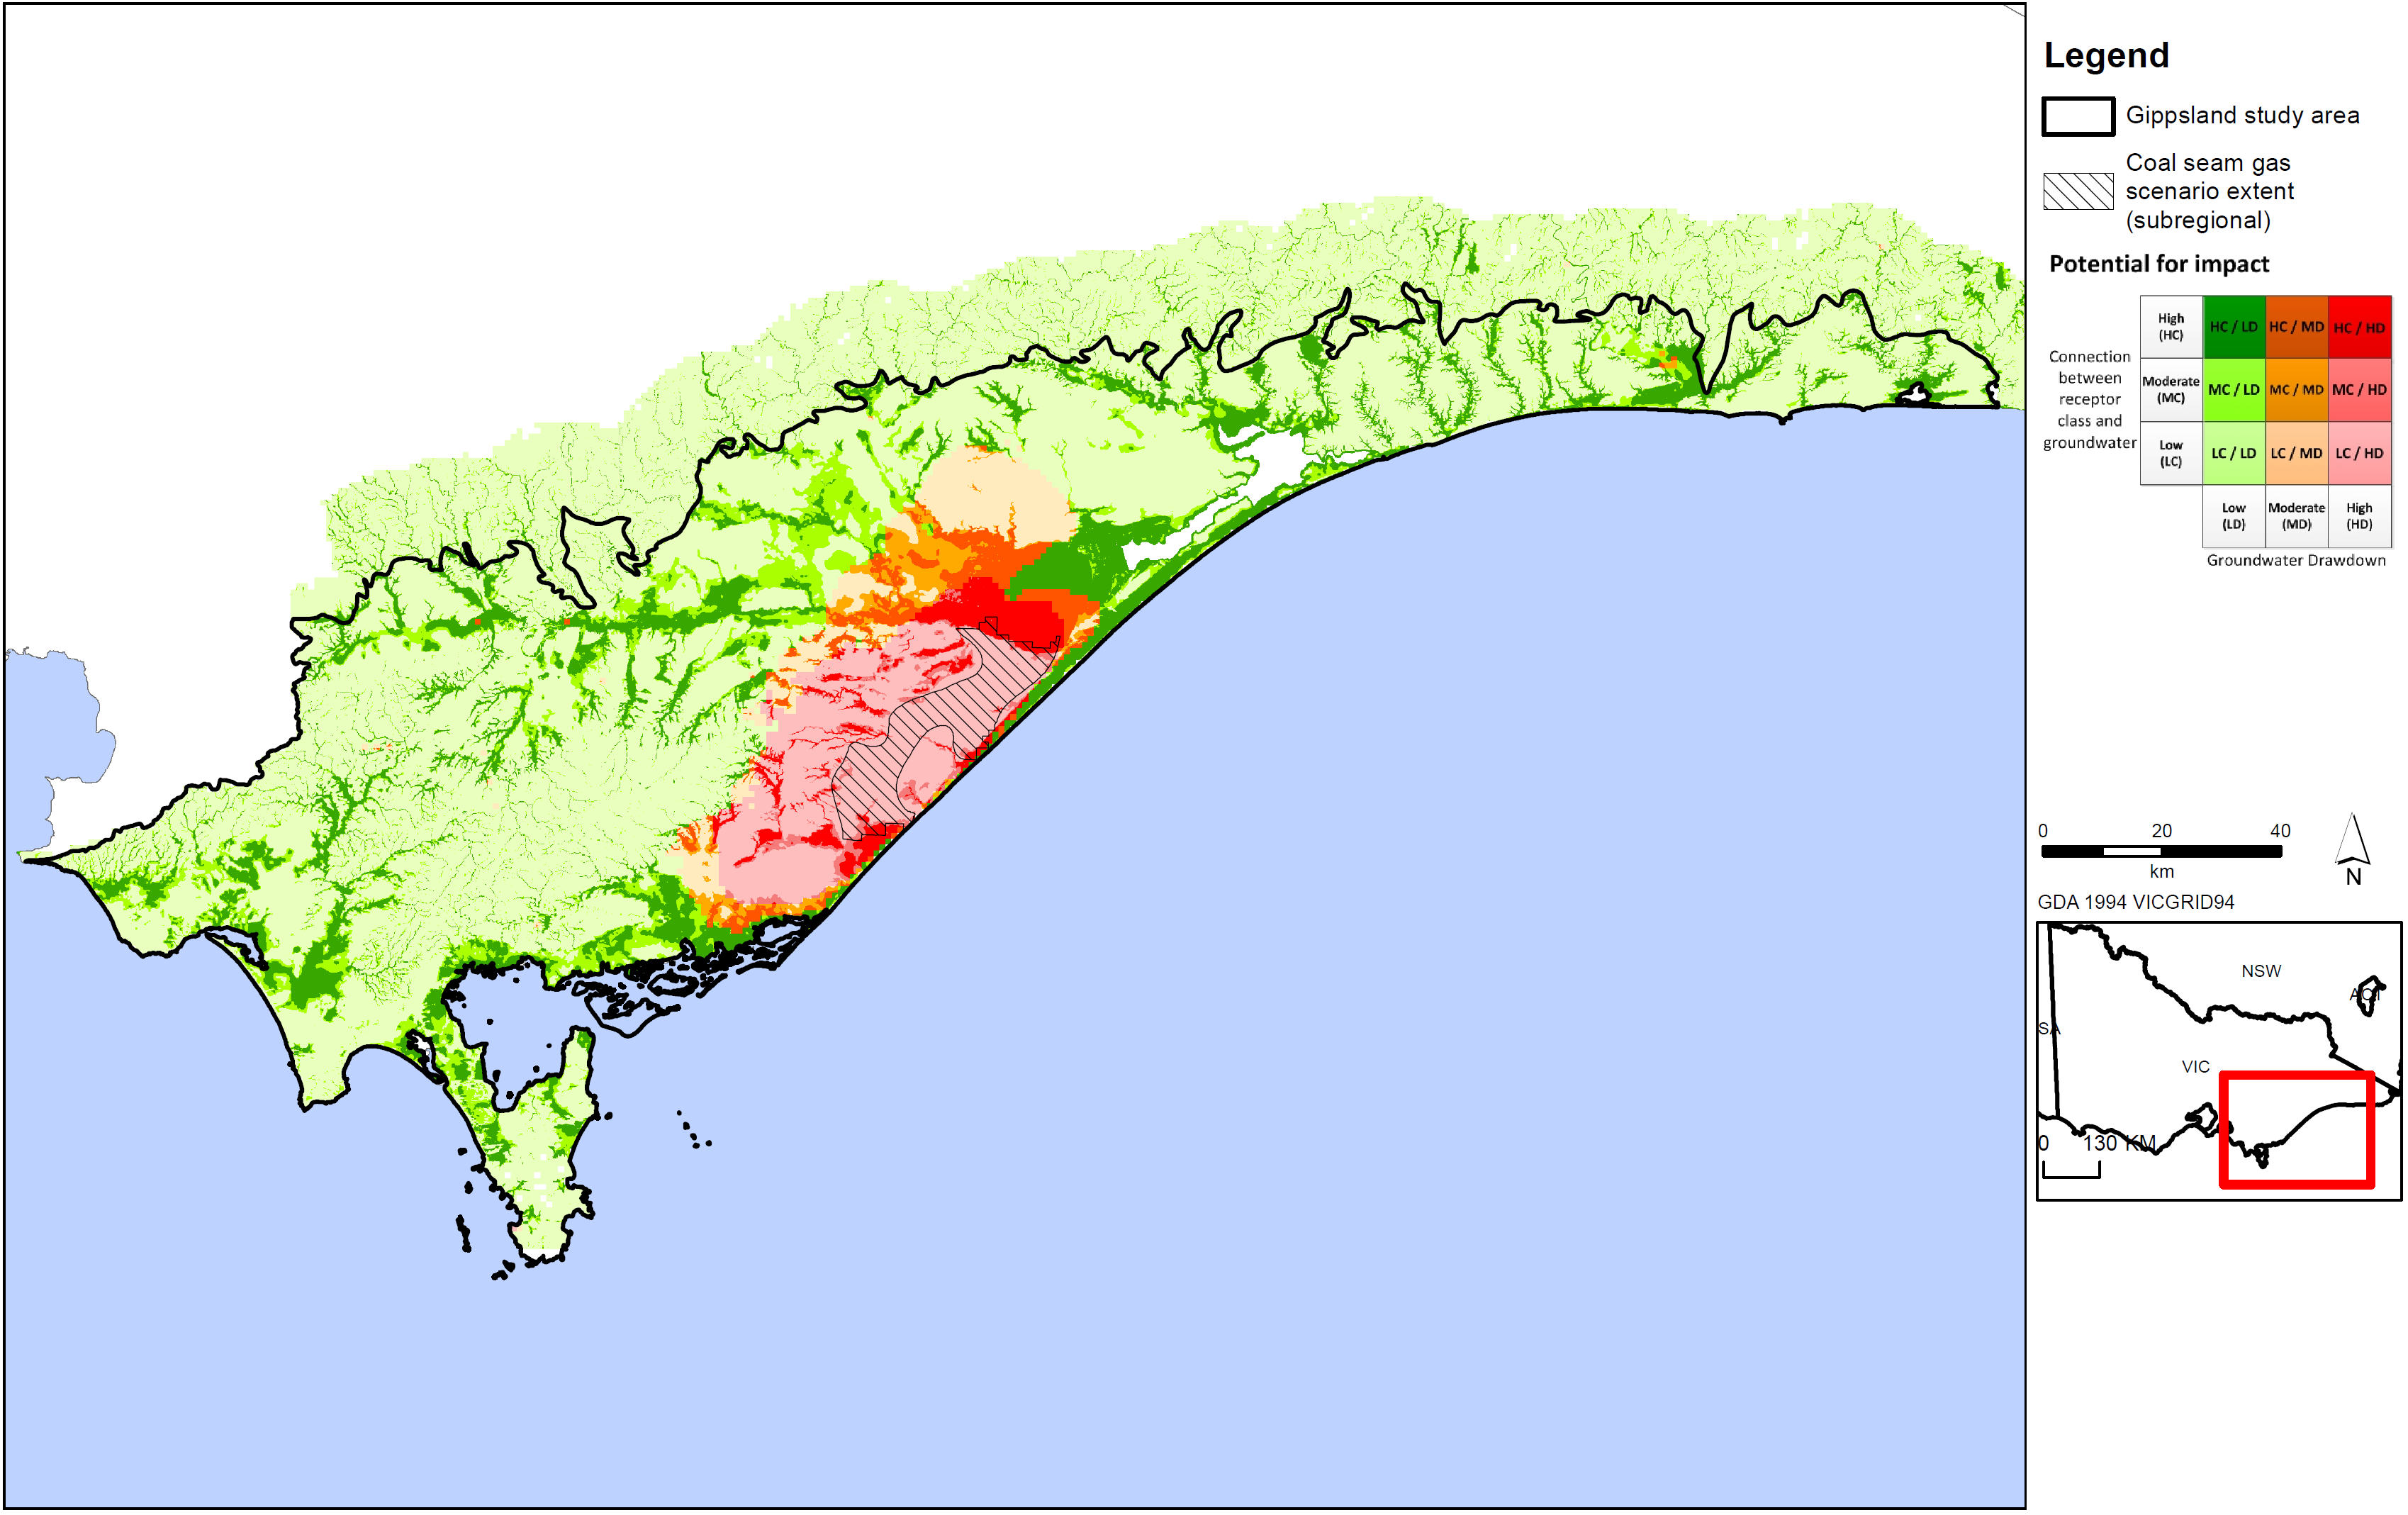 Legend
Gippsland study area
Coal seam gas
scenario extent
(subregional)
Potential for impact
Connection
between
receptor
class and
groundwater
High
(HC)
HC / LD
HC / MD
HC / HD
Moderate
(MC)
MC / LD
MC / MD
MC / HD
Low
(LC)
LC / LD
LC / MD
LC / HD
Low
(LD)
Moderate
(MD)
High
(HD)
Groundwater Drawdown
0 20 40
km
N
GDA 1994 VICGRID94
NSW
ACT
SA
VIC
0 130 KM